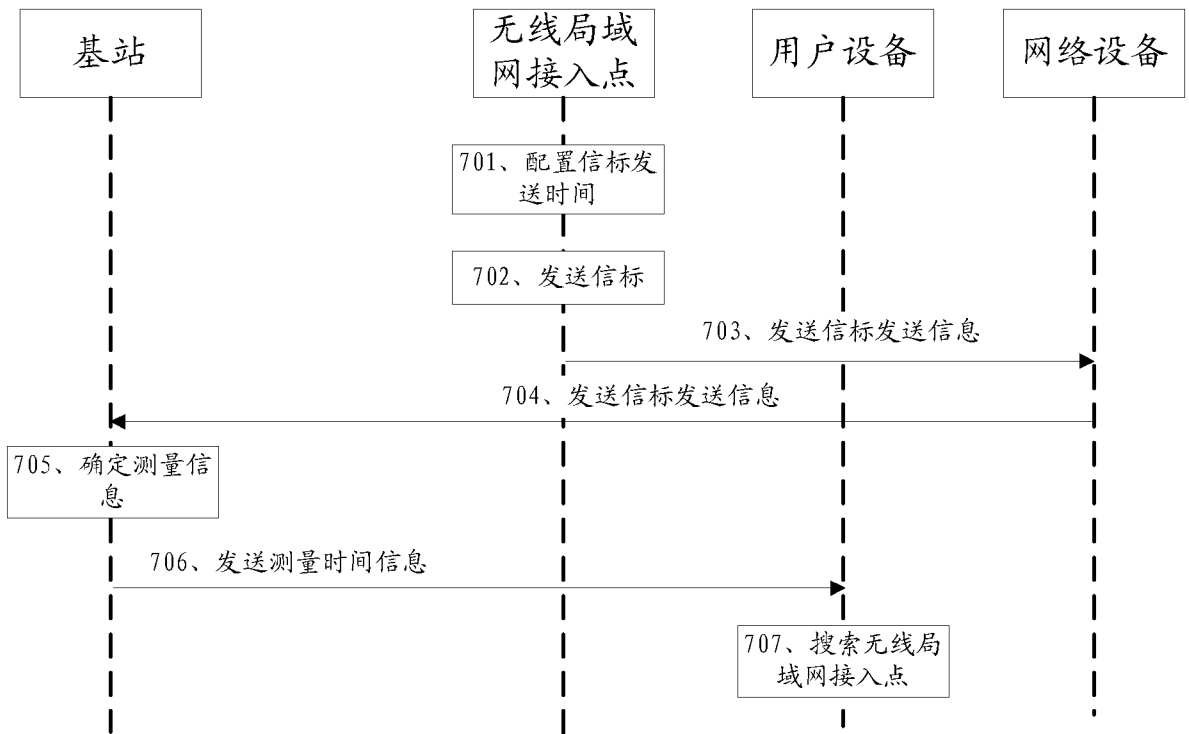 基站
无线局域
网接入点
用户设备
网络设备
701、配置信标发
送时间
702、发送信标
703、发送信标发送信息
704、发送信标发送信息
705、确定测量信
息
706、发送测量时间信息
707、搜索无线局
域网接入点